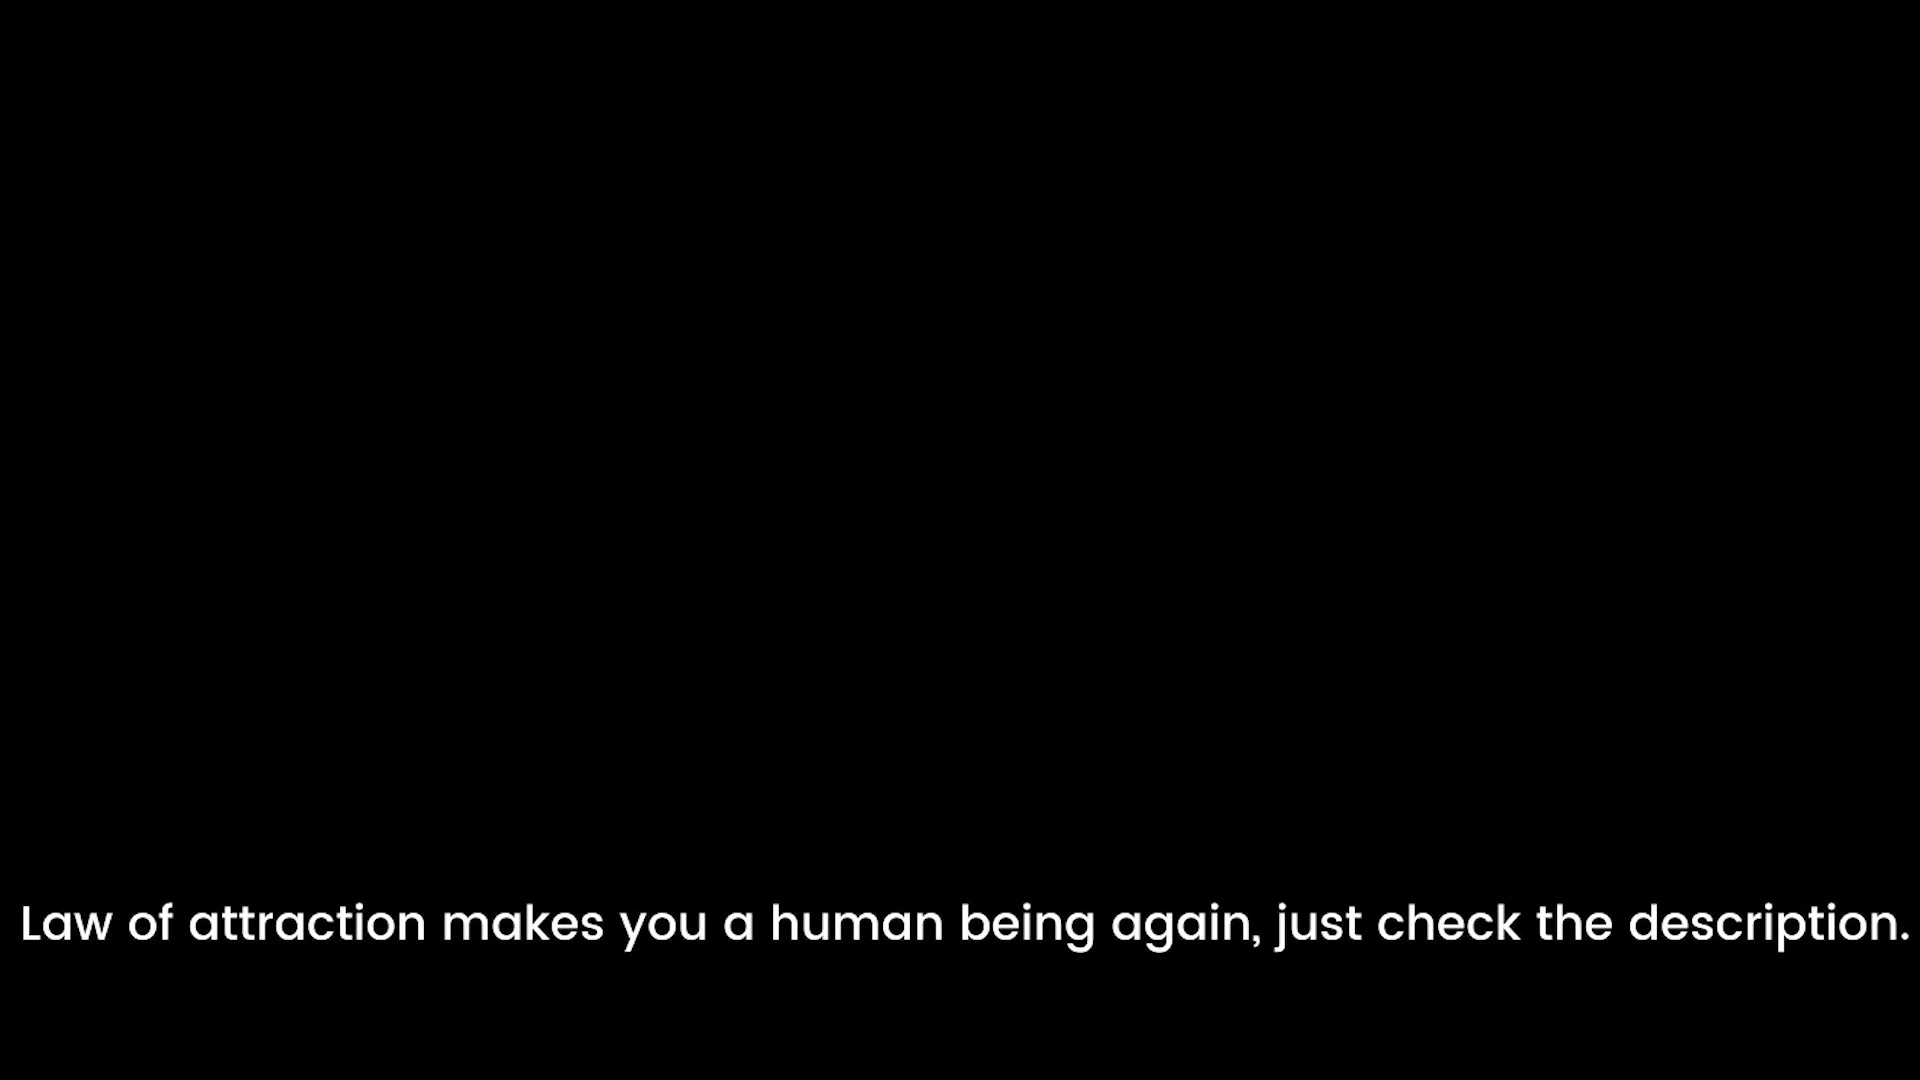 Law of attraction makes you a human being again, just check the description.